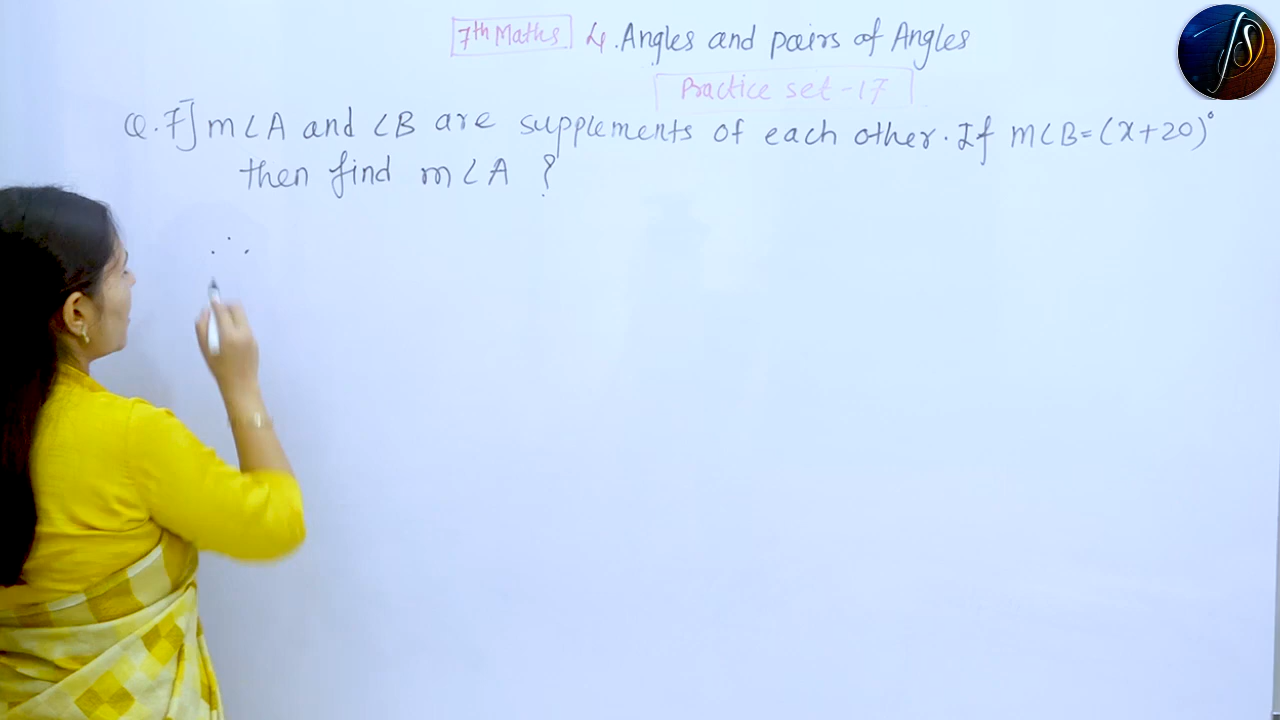 7th Maths 4. Angles and pairs of Angles
Practice set-17
Q.7] m∠A and ∠B are supplements of each other. If m∠B=(x+20)°
then find m∠A ?